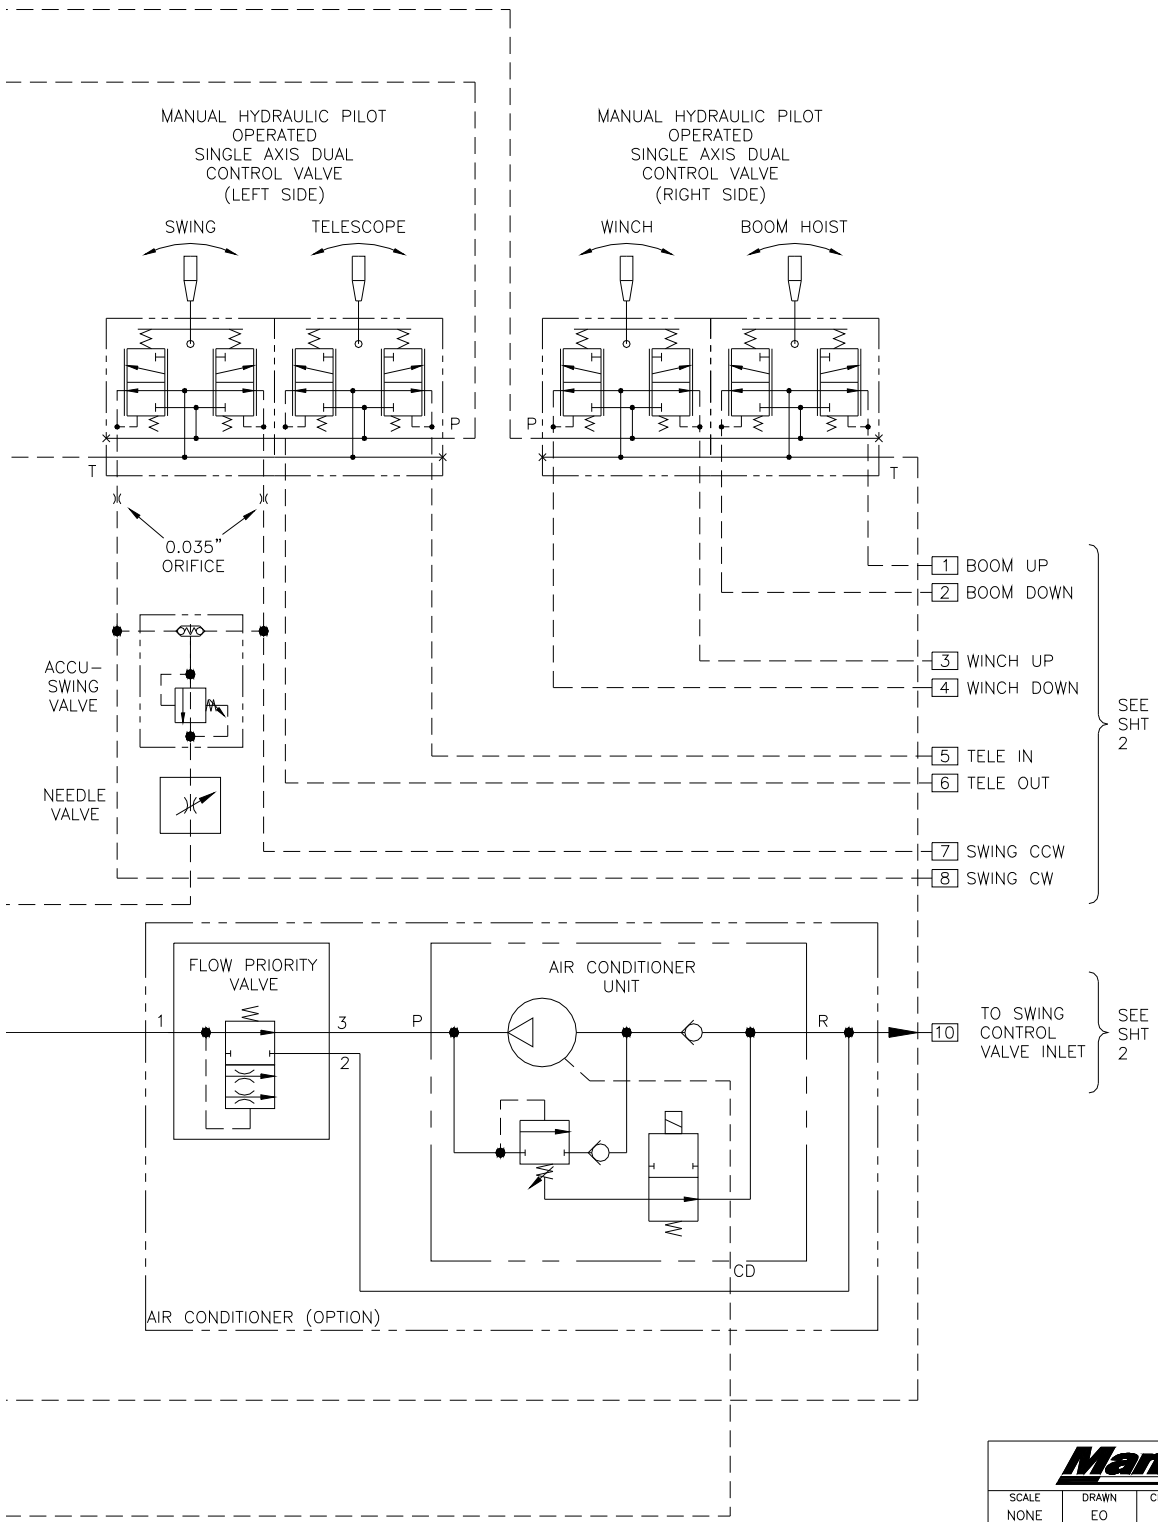 MANUAL HYDRAULIC PILOT
OPERATED
SINGLE AXIS DUAL
CONTROL VALVE
(LEFT SIDE)
MANUAL HYDRAULIC PILOT
OPERATED
SINGLE AXIS DUAL
CONTROL VALVE
(RIGHT SIDE)
SWING
TELESCOPE
WINCH
BOOM HOIST
P
P
T
T
0.035"
ORIFICE
1 BOOM UP
2 BOOM DOWN
3 WINCH UP
4 WINCH DOWN
5 TELE IN
6 TELE OUT
7 SWING CCW
8 SWING CW
SEE
SHT
2
ACCU-
SWING
VALVE
NEEDLE
VALVE
FLOW PRIORITY
VALVE
1
3
2
AIR CONDITIONER
UNIT
P
R
CD
AIR CONDITIONER (OPTION)
10
TO SWING
CONTROL
VALVE INLET
SEE
SHT
2
SCALE
NONE
DRAWN
EO